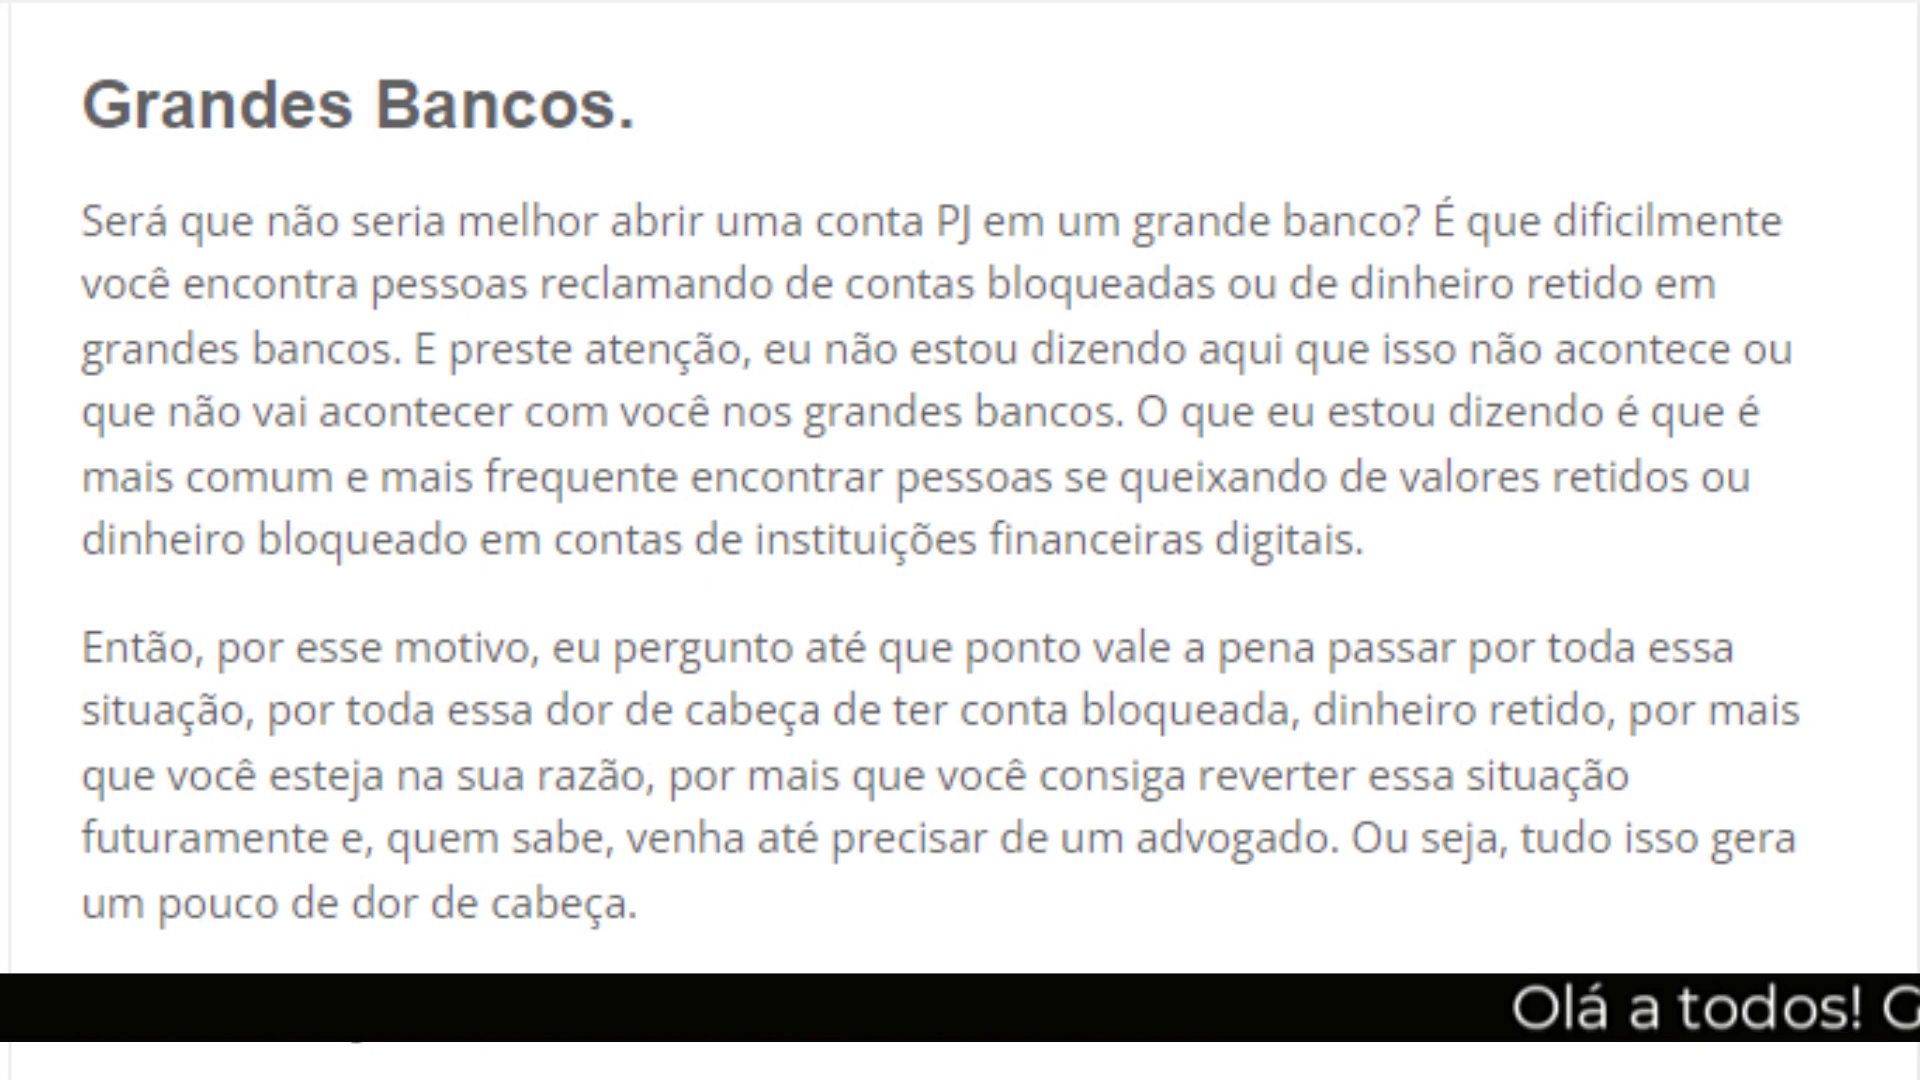 Grandes Bancos.
Será que não seria melhor abrir uma conta PJ em um grande banco? É que dificilmente
você encontra pessoas reclamando de contas bloqueadas ou de dinheiro retido em
grandes bancos. E preste atenção, eu não estou dizendo aqui que isso não acontece ou
que não vai acontecer com você nos grandes bancos. O que eu estou dizendo é que é
mais comum e mais frequente encontrar pessoas se queixando de valores retidos ou
dinheiro bloqueado em contas de instituições financeiras digitais.
Então, por esse motivo, eu pergunto até que ponto vale a pena passar por toda essa
situação, por toda essa dor de cabeça de ter conta bloqueada, dinheiro retido, por mais
que você esteja na sua razão, por mais que você consiga reverter essa situação
futuramente e, quem sabe, venha até precisar de um advogado. Ou seja, tudo isso gera
um pouco de dor de cabeça.
Olá a todos!